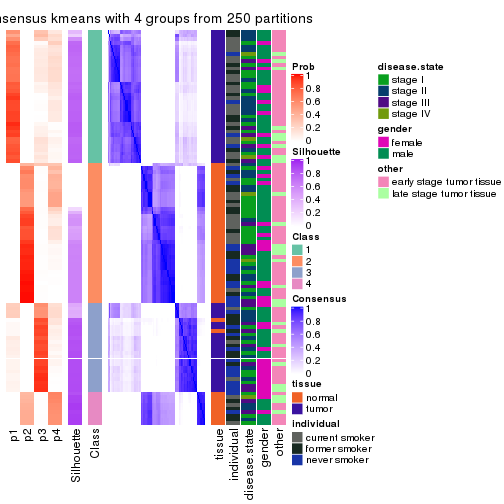 nsensus kmeans with 4 groups from 250 partitions
Prob
1
0.8
0.6
0.4
0.2
0
Silhouette
1
0.8
0.6
0.4
0.2
0
Class
1
2
3
4
Consensus
1
0.8
0.6
0.4
0.2
0
tissue
normal
tumor
individual
current smoker
former smoker
never smoker
disease.state
stage I
stage II
stage III
stage IV
gender
female
male
other
early stage tumor tissue
late stage tumor tissue
p1
p2
p3
p4
Silhouette
Class
tissue
individual
disease.state
gender
other